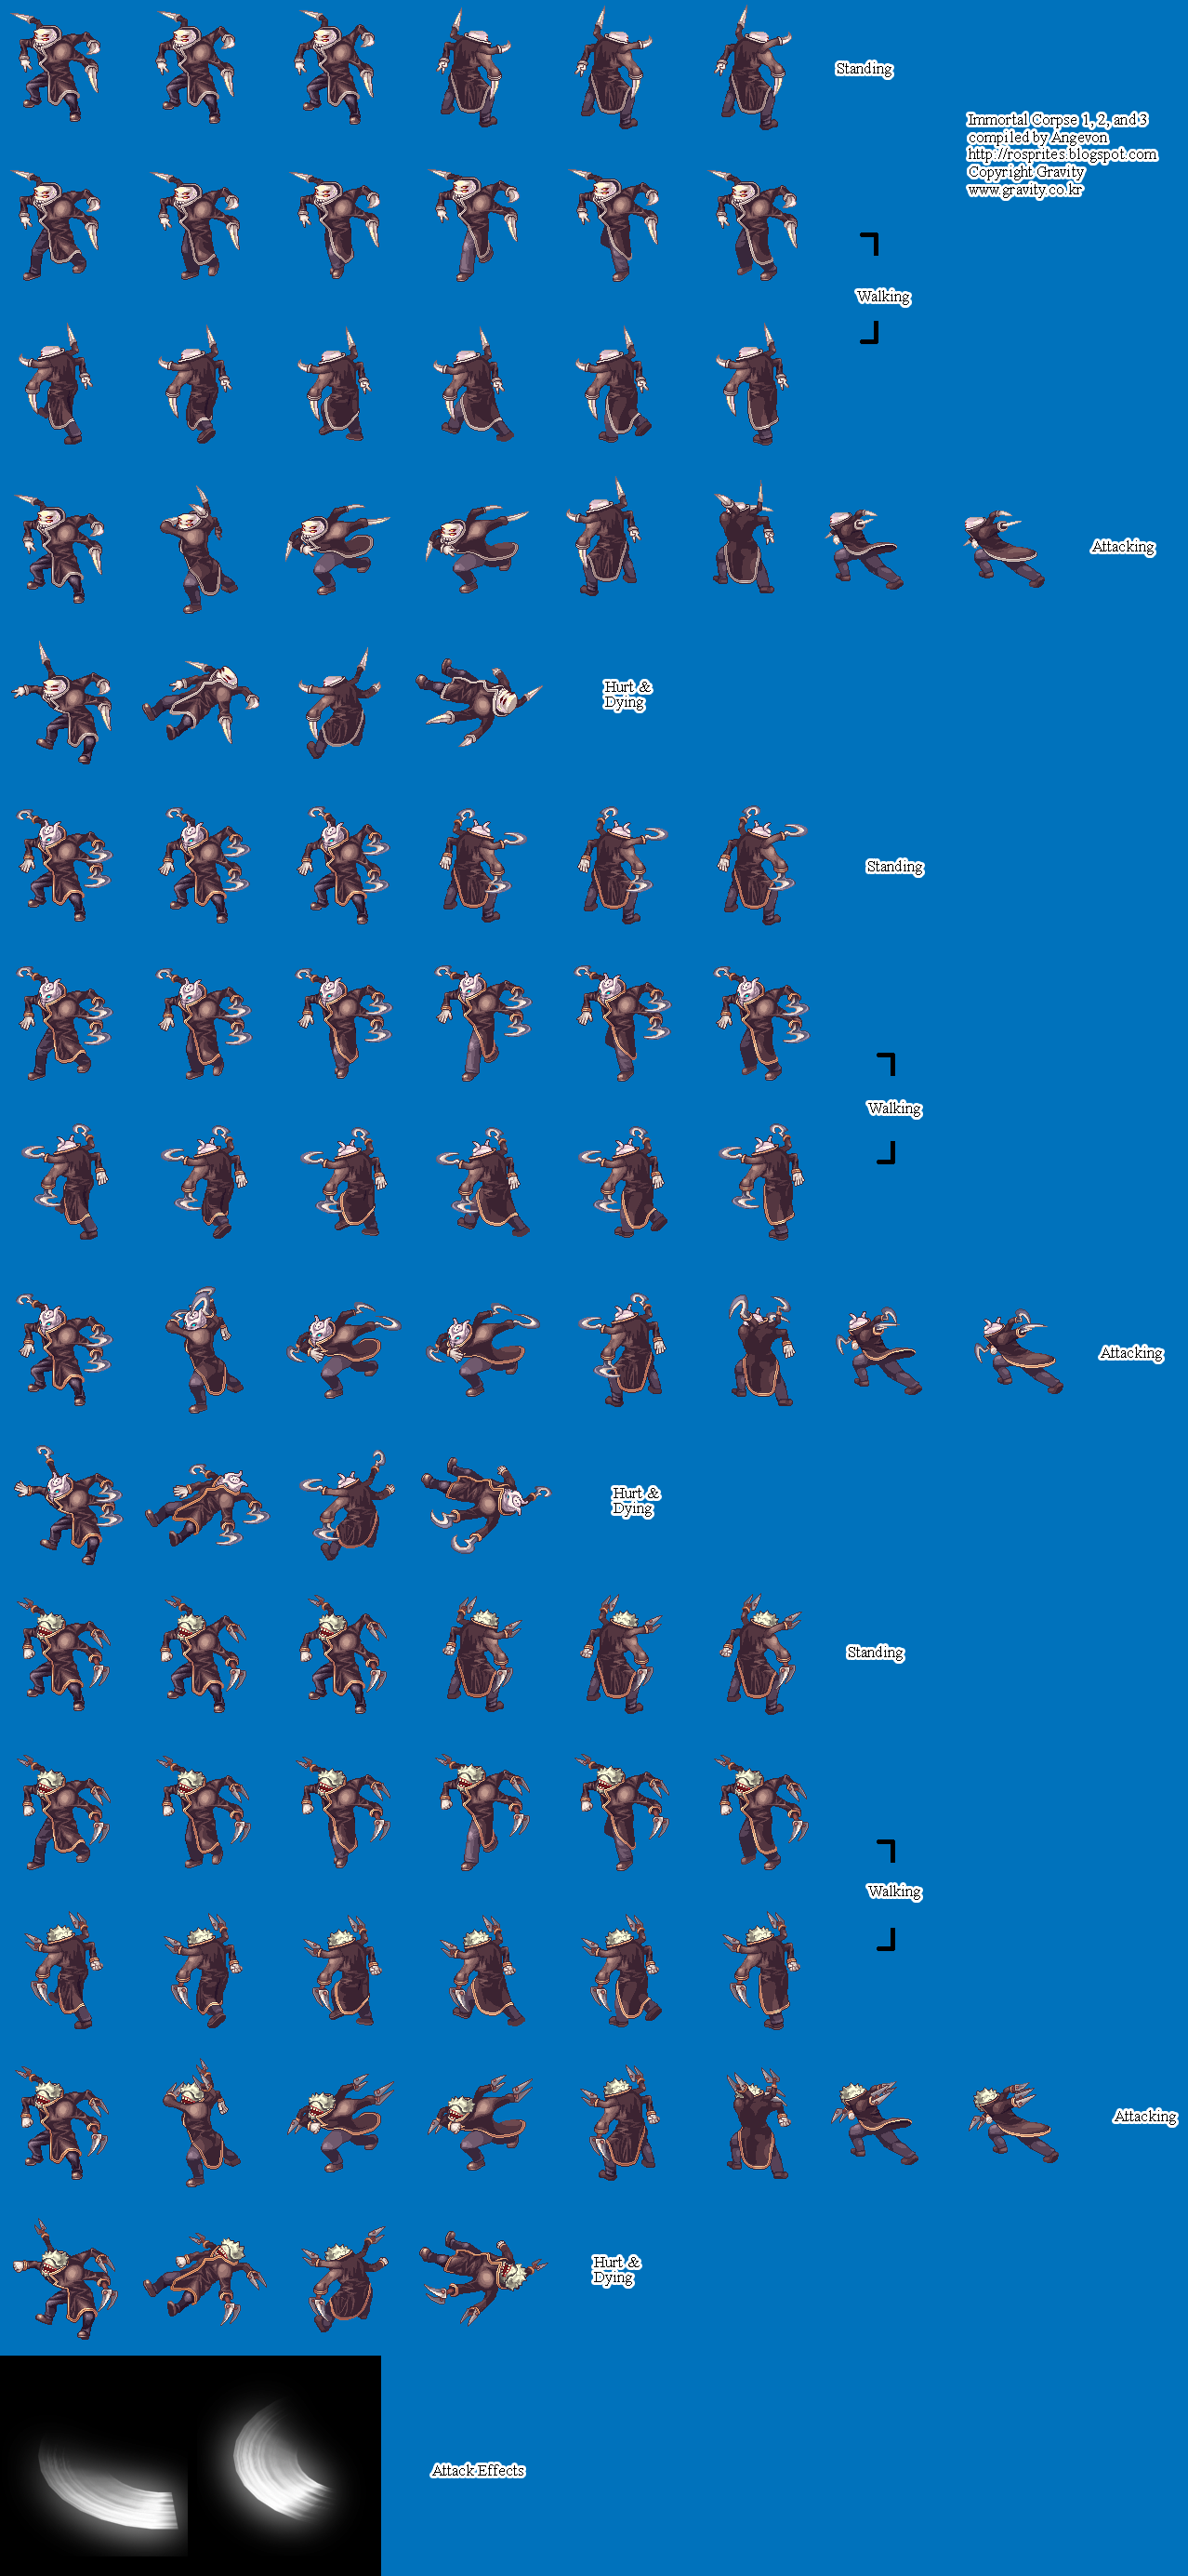 Standing
Immortal Corpse 1, 2, and 3
compiled by Angevon
http://rosprites.blogspot.com
Copyright Gravity
www.gravity.co.kr
Walking
Attacking
Hurt &
Dying
Standing
Walking
Attacking
Hurt &
Dying
Standing
Walking
Attacking
Hurt &
Dying
Attack Effects